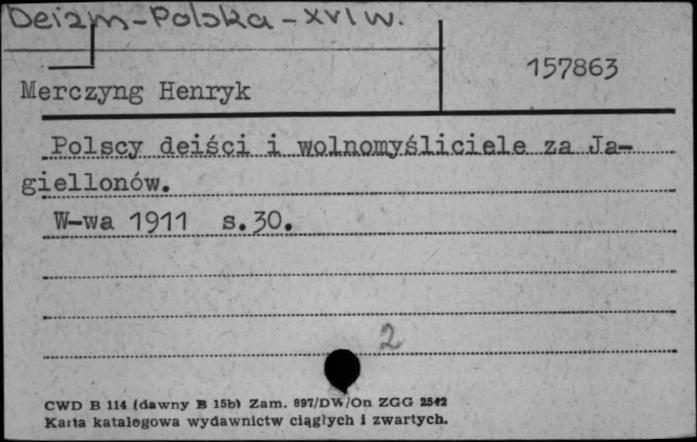 Deizm-Polska-XVI w.
157863
Merczyng Henryk
Polscy deiści i wolnomyśliciele za Ja-
giellonów.
W-wa 1911 s.30.
2
CWD B 114 (dawny B 15b) Zam. 897/DW/On ZGG 2542
Karta katalogowa wydawnictw ciągłych i zwartych.